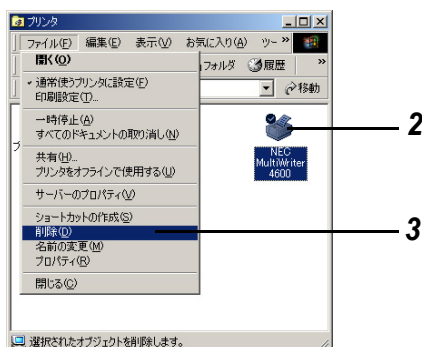 プリンタ
ファイル(F) 編集(E) 表示(V) お気に入り(A) ツー »
開く(O)
フォルダ 履歴 »
✓通常使うプリンタに設定(F)
移動
印刷設定(T)...
一時停止(A)
すべてのドキュメントの取り消し(N)
2
共有(H)...
プリンタをオフラインで使用する(U)
NEC
MultiWriter
4600
サーバーのプロパティ(V)
ショートカットの作成(S)
削除(D)
3
名前の変更(M)
プロパティ(R)
閉じる(C)
選択されたオブジェクトを削除します。